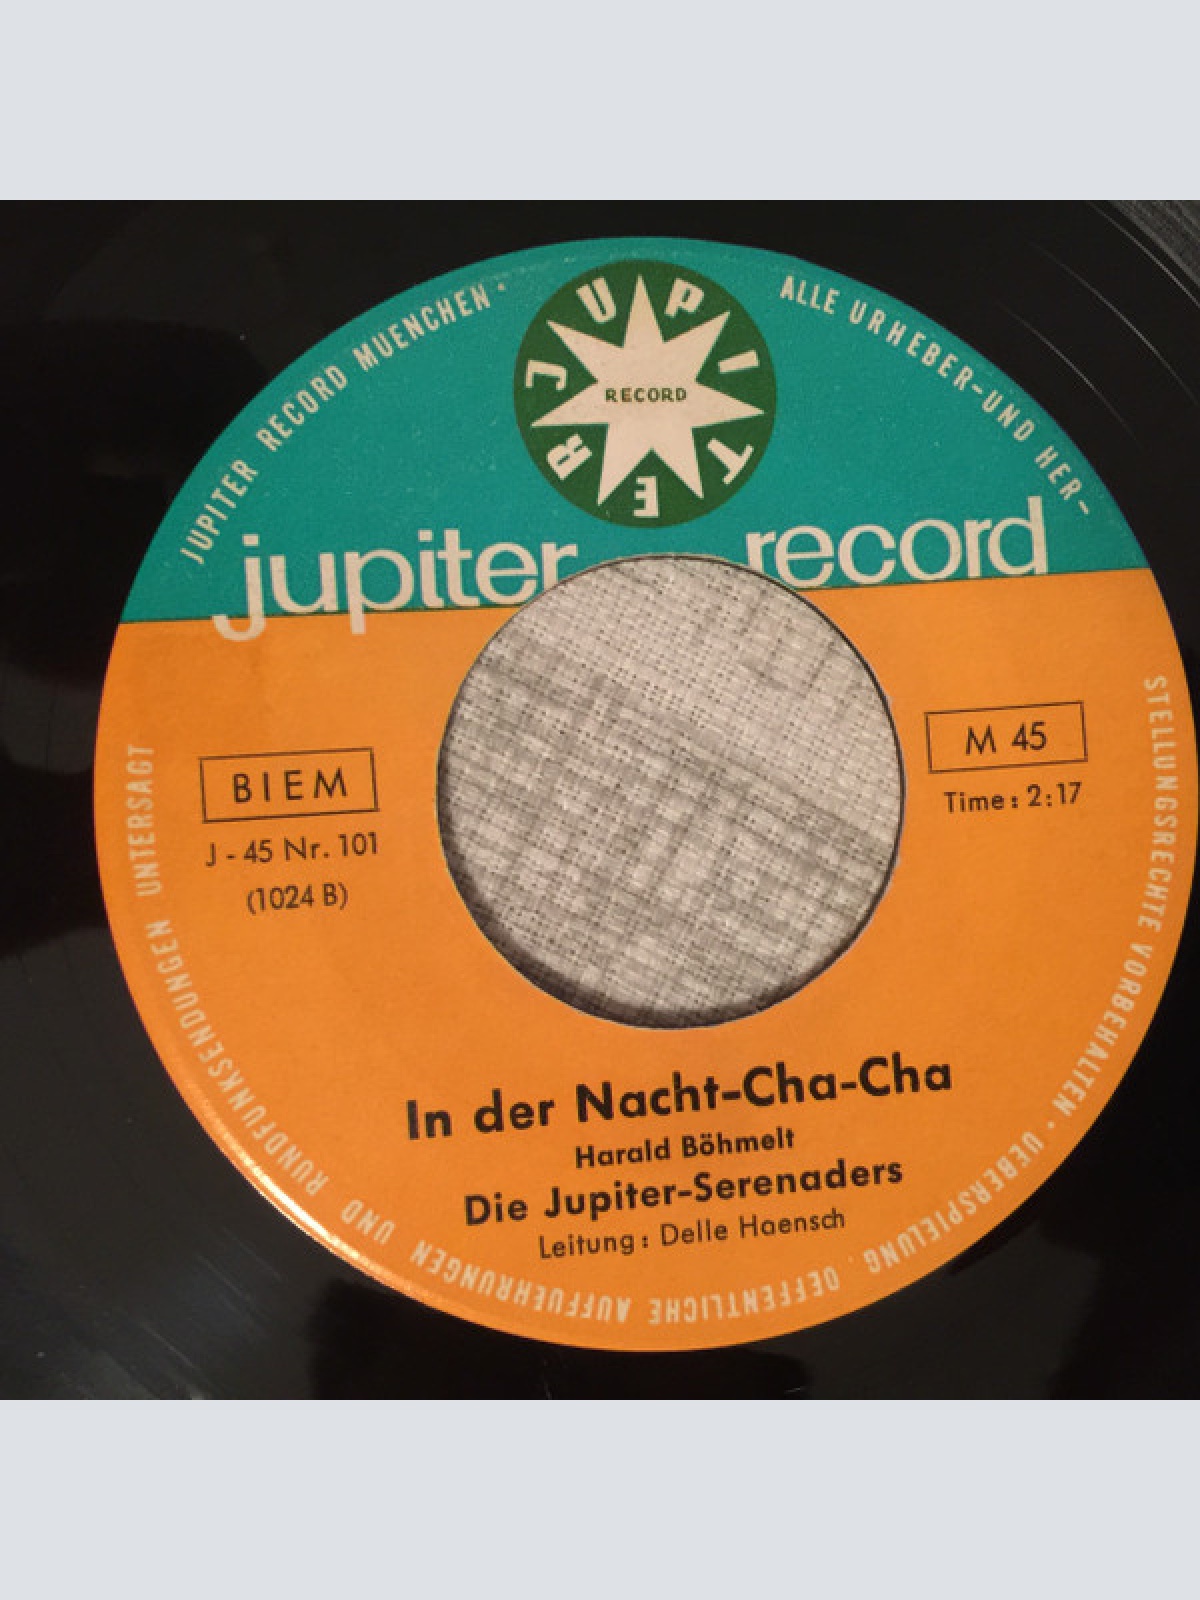 JUPITER RECORD MUENCHEN · ALLE URHEBER-UND HER-
STELLUNGSRECHTE VORBEHALTEN · UEBERSPIELUNG · OEFFENTLICHE AUFFUEHRUNGEN UND RUNDFUNKSENDUNGEN UNTERSAGT
JUPITER
RECORD
jupiter record
BIEM
J - 45 Nr. 101
(1024 B)
M 45
Time : 2 : 17
In der Nacht-Cha-Cha
Harald Böhmelt
Die Jupiter-Serenaders
Leitung : Delle Haensch